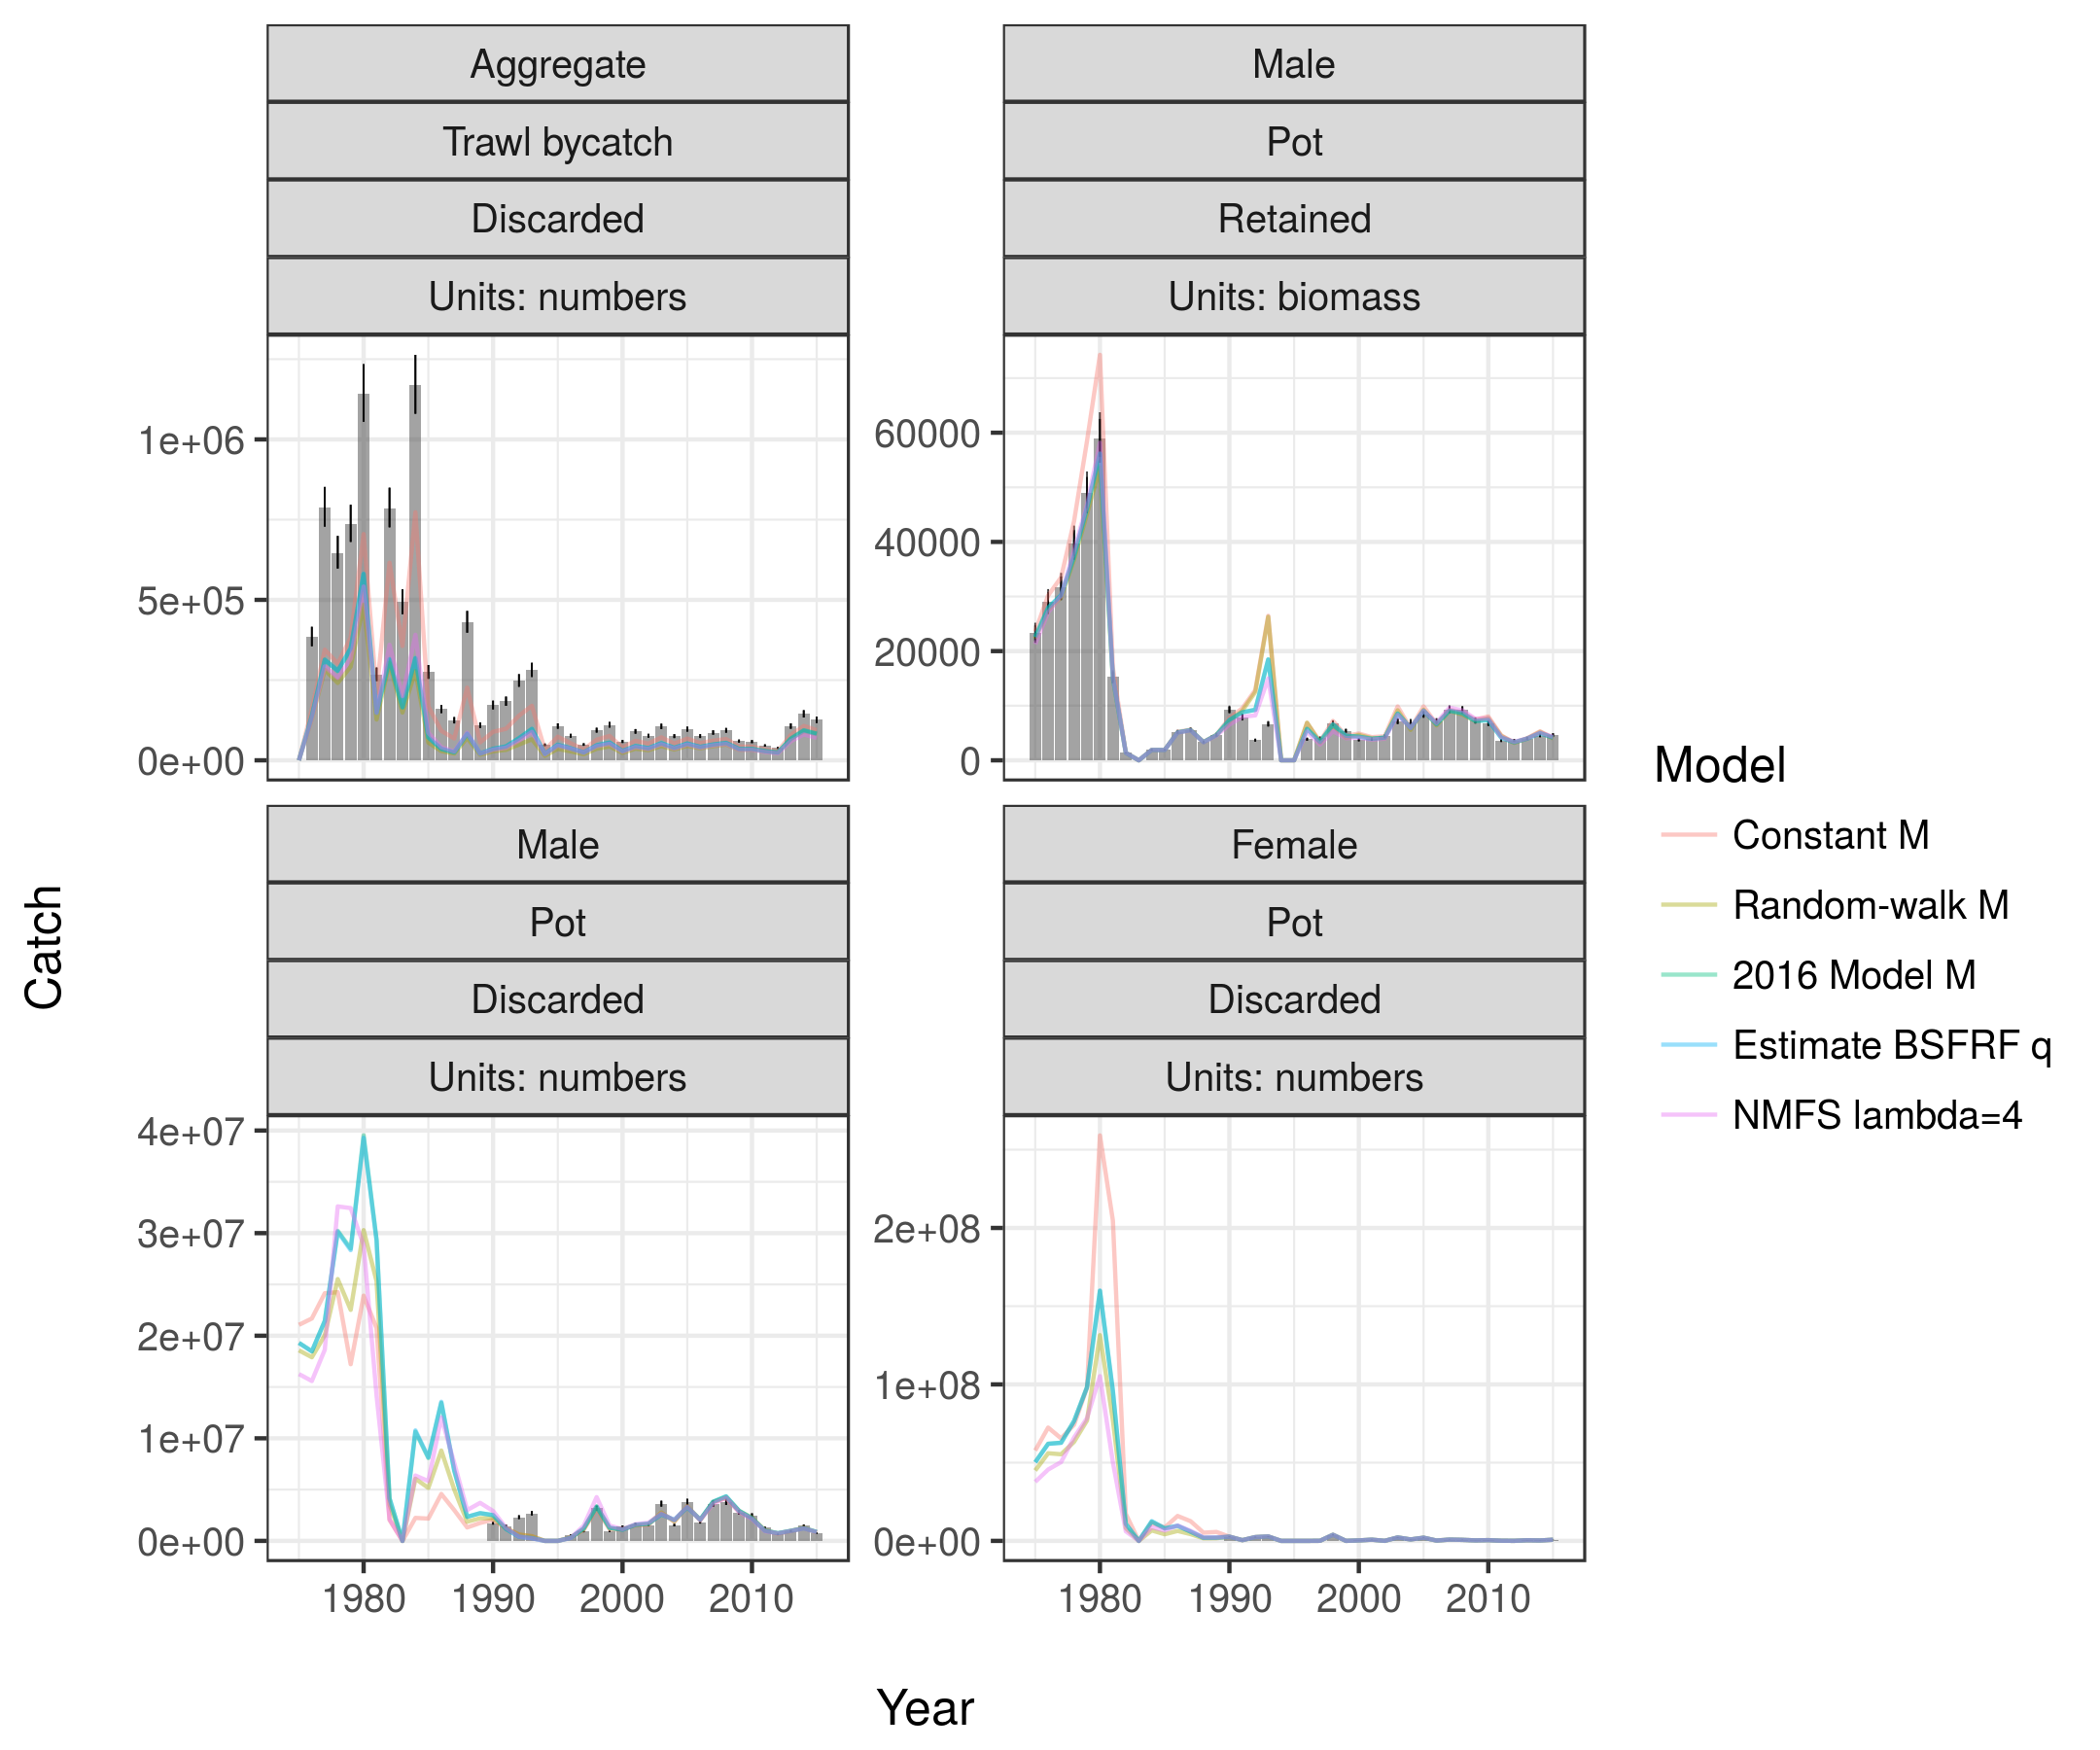 Aggregate
Trawl bycatch
Discarded
Units: numbers
1e+06
5e+05
0e+00
Male
Pot
Retained
Units: biomass
60000
40000
20000
0
Male
Pot
Discarded
Units: numbers
4e+07
3e+07
2e+07
1e+07
0e+00
1980 1990 2000 2010
Female
Pot
Discarded
Units: numbers
2e+08
1e+08
0e+00
1980 1990 2000 2010
Catch
Year
Model
Constant M
Random-walk M
2016 Model M
Estimate BSFRF q
NMFS lambda=4